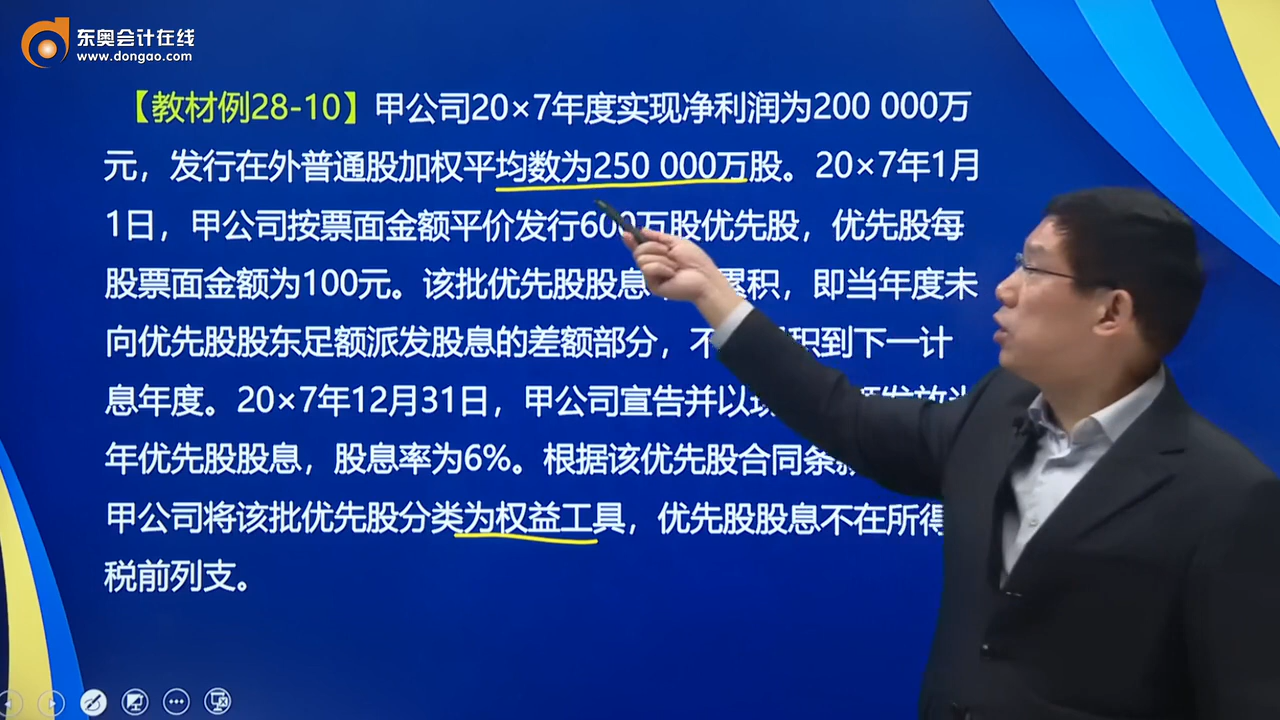 东奥会计在线
www.dongao.com
【教材例28-10】甲公司20×7年度实现净利润为200 000万
元，发行在外普通股加权平均数为250 000万股。20×7年1月
1日，甲公司按票面金额平价发行600万股优先股，优先股每
股票面金额为100元。该批优先股股息 累积，即当年度未
向优先股股东足额派发股息的差额部分，不 积到下一计
息年度。20×7年12月31日，甲公司宣告并以现 发放
年优先股股息，股息率为6%。根据该优先股合同条
甲公司将该批优先股分类为权益工具，优先股股息不在所得
税前列支。